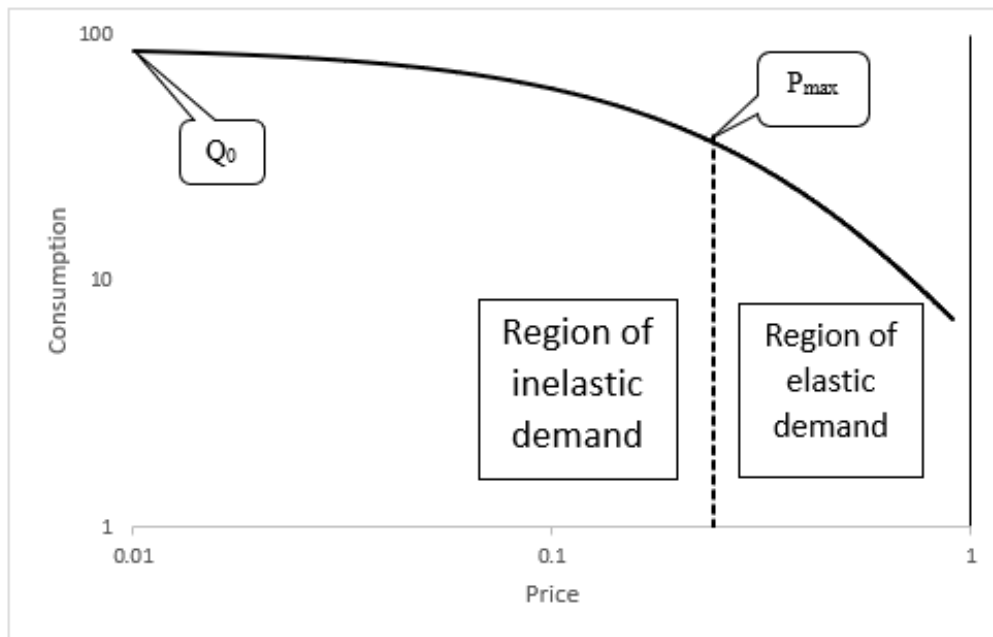 100
Pmax
Q0
Consumption
10
Region of
inelastic
demand
Region of
elastic
demand
1
0.01
0.1
1
Price